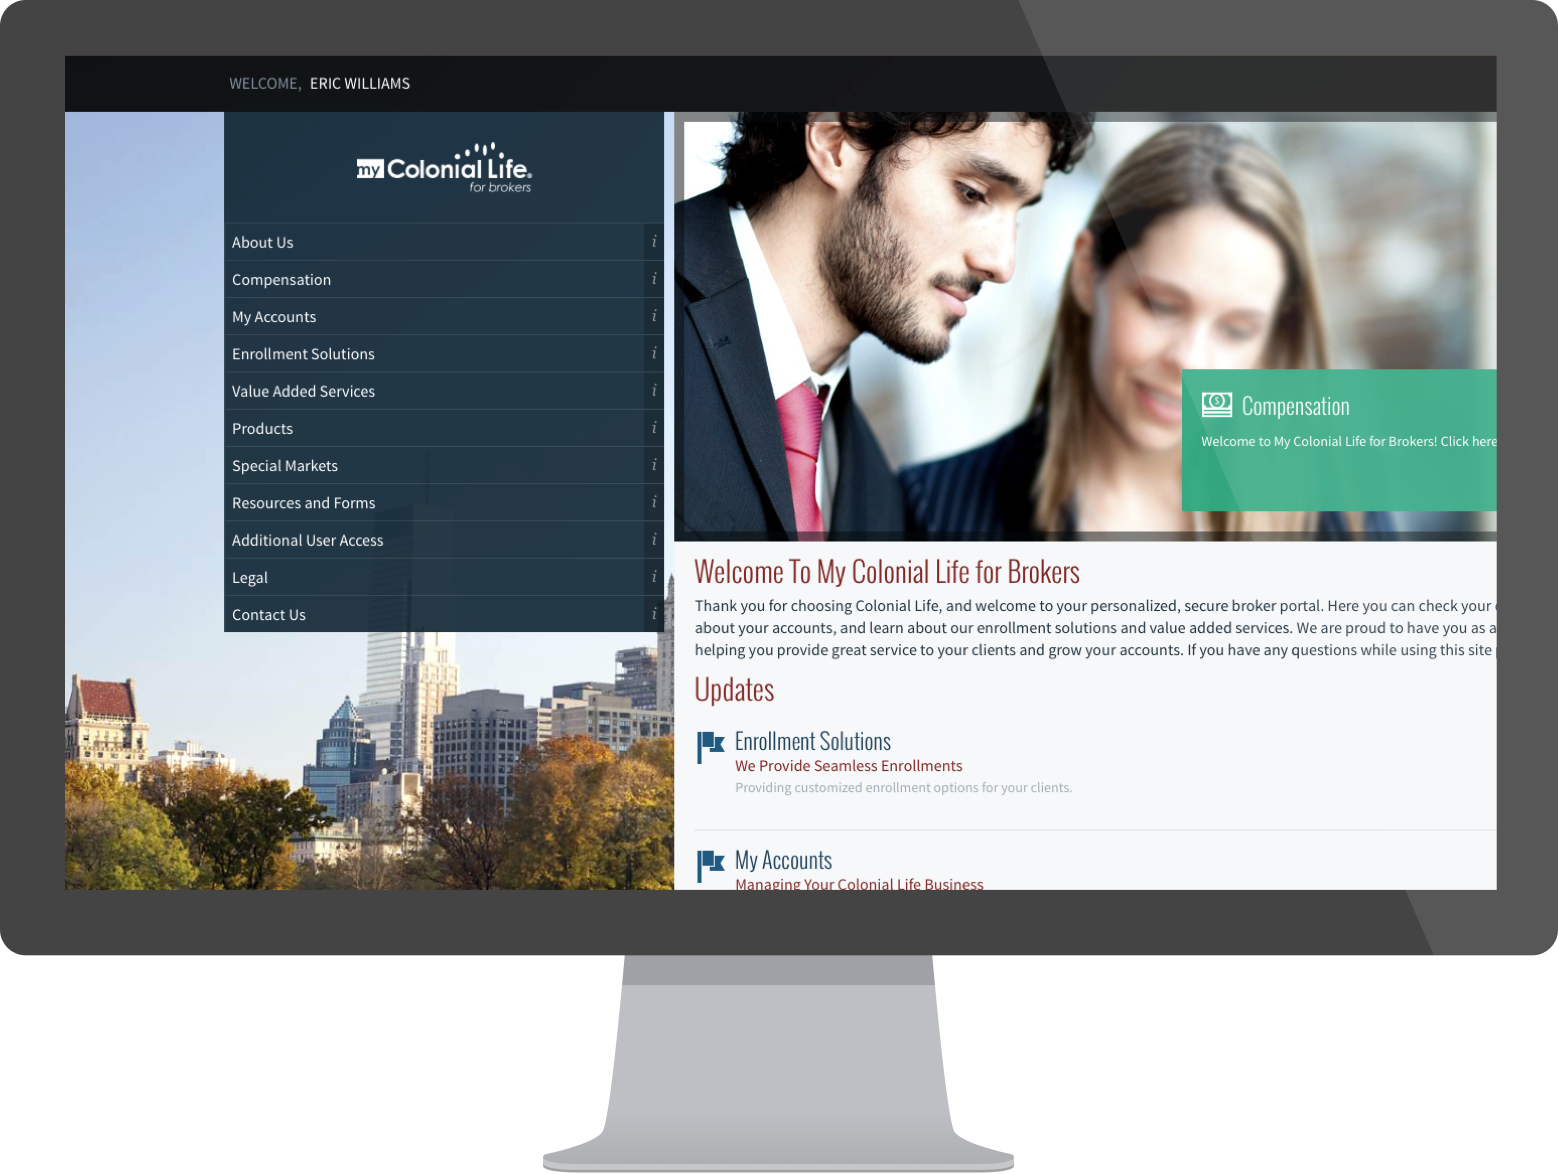 WELCOME, ERIC WILLIAMS
my Colonial Life.
for brokers
About Us i
Compensation i
My Accounts i
Enrollment Solutions i
Value Added Services i
Products i
Special Markets i
Resources and Forms i
Additional User Access i
Legal i
Contact Us i
Compensation
Welcome to My Colonial Life for Brokers! Click here
Welcome To My Colonial Life for Brokers
Thank you for choosing Colonial Life, and welcome to your personalized, secure broker portal. Here you can check your
about your accounts, and learn about our enrollment solutions and value added services. We are proud to have you as a
helping you provide great service to your clients and grow your accounts. If you have any questions while using this site
Updates
Enrollment Solutions
We Provide Seamless Enrollments
Providing customized enrollment options for your clients.
My Accounts
Managing Your Colonial Life Business